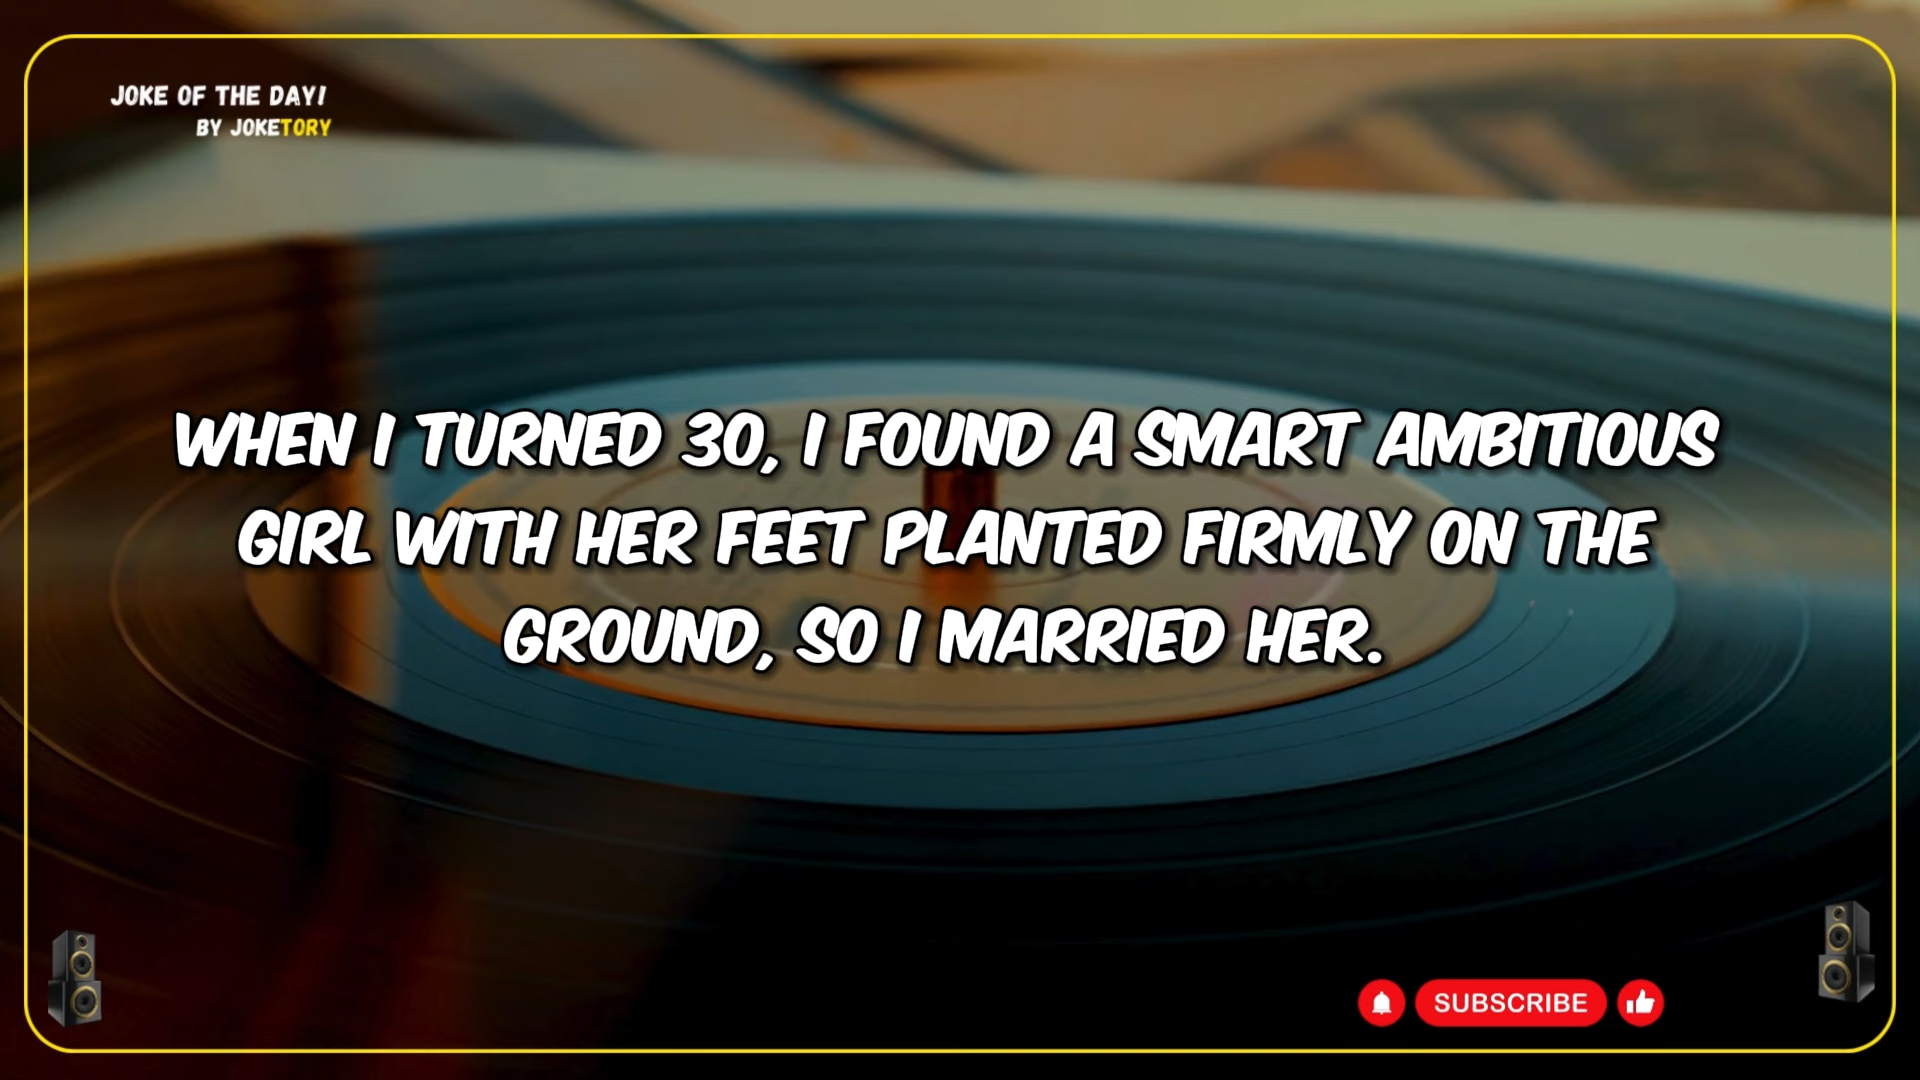 JOKE OF THE DAY!
BY JOKETORY
WHEN I TURNED 30, I FOUND A SMART AMBITIOUS
GIRL WITH HER FEET PLANTED FIRMLY ON THE
GROUND, SO I MARRIED HER.
SUBSCRIBE